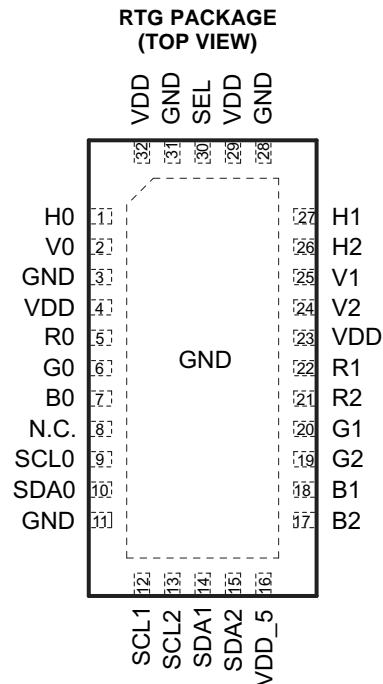 RTG PACKAGE
(TOP VIEW)
VDD
GND
SEL
VDD
GND
32
31
30
29
28
H0 1
V0 2
GND 3
VDD 4
R0 5
G0 6
B0 7
N.C. 8
SCL0 9
SDA0 10
GND 11
GND
27 H1
26 H2
25 V1
24 V2
23 VDD
22 R1
21 R2
20 G1
19 G2
18 B1
17 B2
12
13
14
15
16
SCL1
SCL2
SDA1
SDA2
VDD_5